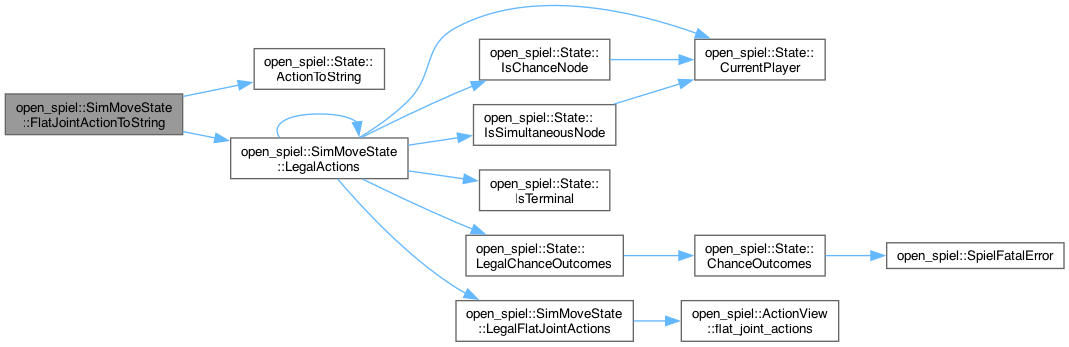 open_spiel::SimMoveState
::FlatJointActionToString
open_spiel::State::
ActionToString
open_spiel::SimMoveState
::LegalActions
open_spiel::State::
IsChanceNode
open_spiel::State::
IsSimultaneousNode
open_spiel::State::
IsTerminal
open_spiel::State::
LegalChanceOutcomes
open_spiel::SimMoveState
::LegalFlatJointActions
open_spiel::State::
CurrentPlayer
open_spiel::State::
ChanceOutcomes
open_spiel::ActionView
::flat_joint_actions
open_spiel::SpielFatalError